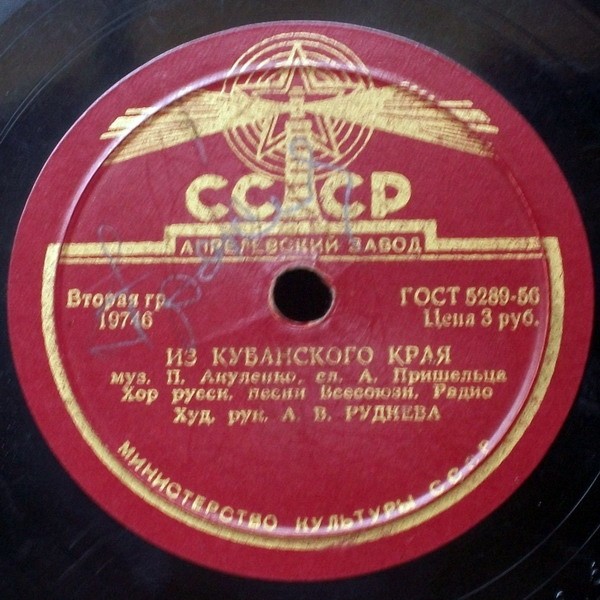 СССР
АПРЕЛЕВСКИЙ ЗАВОД
Вторая гр. ГОСТ 5289-56
19746 Цена 3 руб.
ИЗ КУБАНСКОГО КРАЯ
муз. П. Акуленко, сл. А. Пришельца
Хор русск. песни Всесоюзн. Радио
Худ. рук. А. В. РУДНЕВА
МИНИСТЕРСТВО КУЛЬТУРЫ СССР